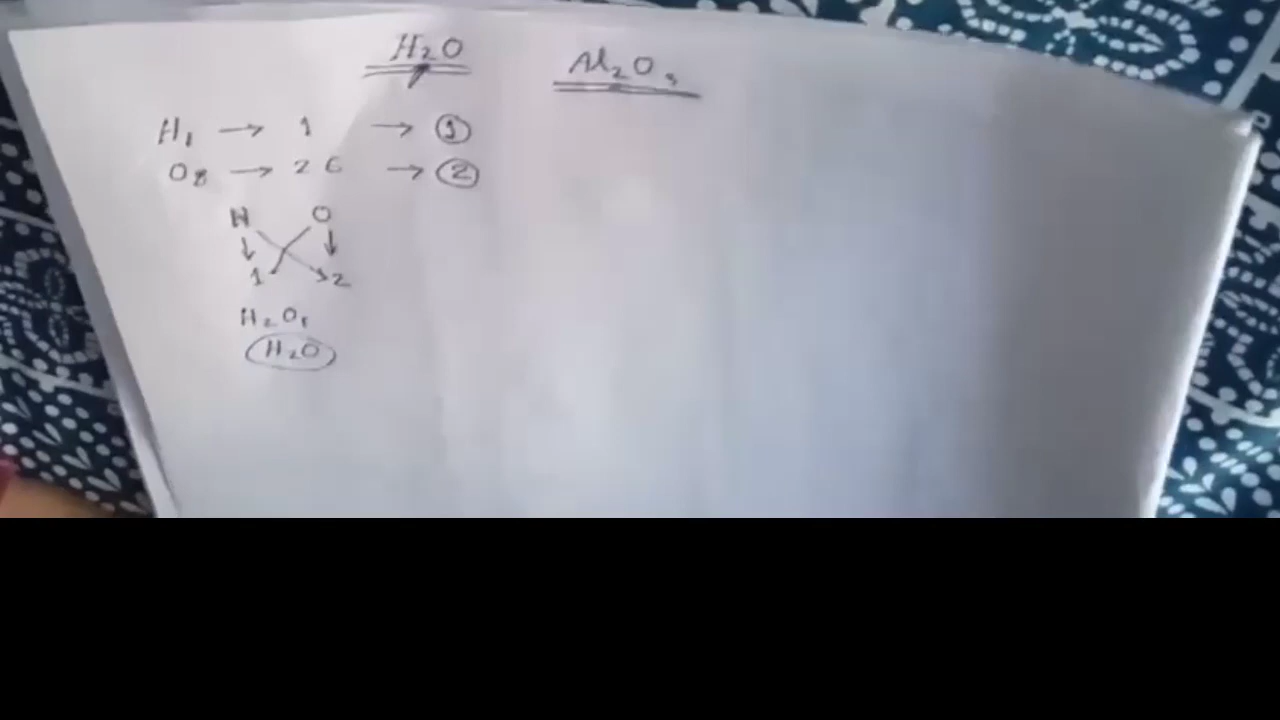 H₂O Al₂O₃
H₁ → 1 → ①
O₈ → 2 6 → ②
H O
↓ ↓
1 2
H₂O₁
H₂O